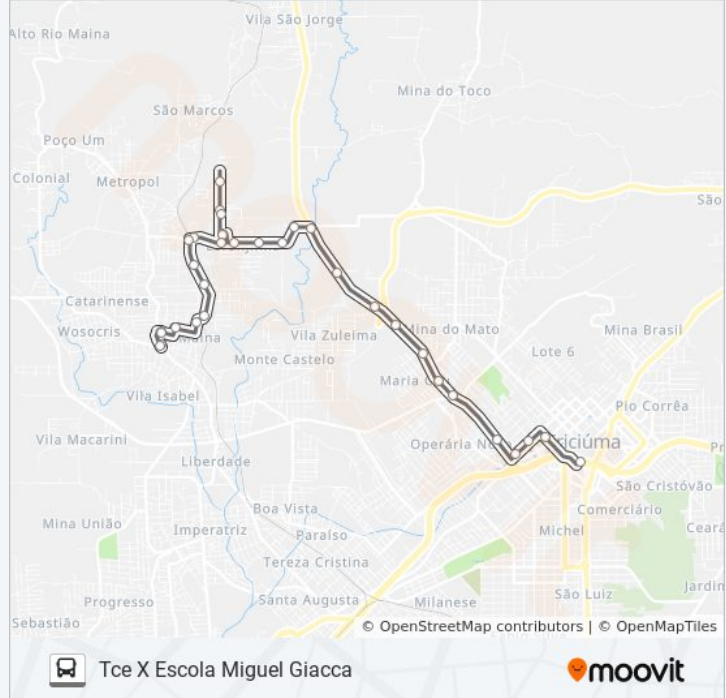 Vila São Jorge
Alto Rio Maina
Mina do Toco
São Marcos
Poço Um
Colonial
Metropol
São
Catarinense
Wosocris
Vila Zuleima
Mina do Mato
Mina Brasil
Monte Castelo
Lote 6
Maria
Vila Isabel
Pio Corrêa
Vila Macarini
Operária
Criciúma
Liberdade
São Cristóvão
Boa Vista
Comerciário
Mina União
Imperatriz
Paraíso
Michel
Ceará
Tereza Cristina
Progresso
Santa Augusta
Milanese
São Luiz
Jardin
Sebastião
© OpenStreetMap contributors | © OpenMapTiles
Tce X Escola Miguel Giacca
moovit